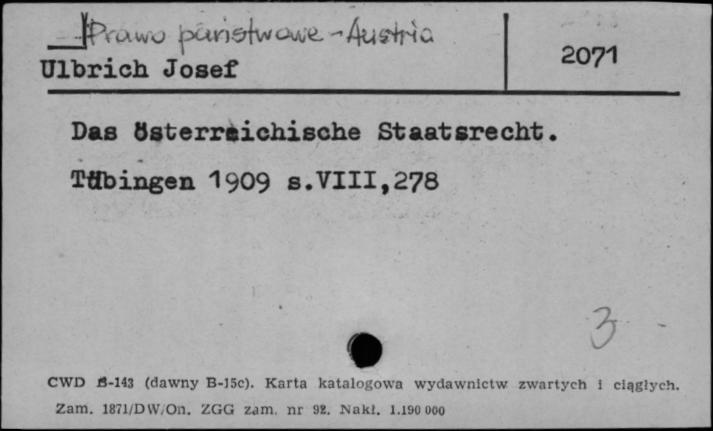 Prawo państwowe - Austria
2071
Ulbrich Josef
Das österreichische Staatsrecht.
Tübingen 1909 s.VIII,278
3
CWD B-143 (dawny B-15c). Karta katalogowa wydawnictw zwartych i ciągłych.
Zam. 1871/DW/On. ZGG zam. nr 92. Nakł. 1.190 000